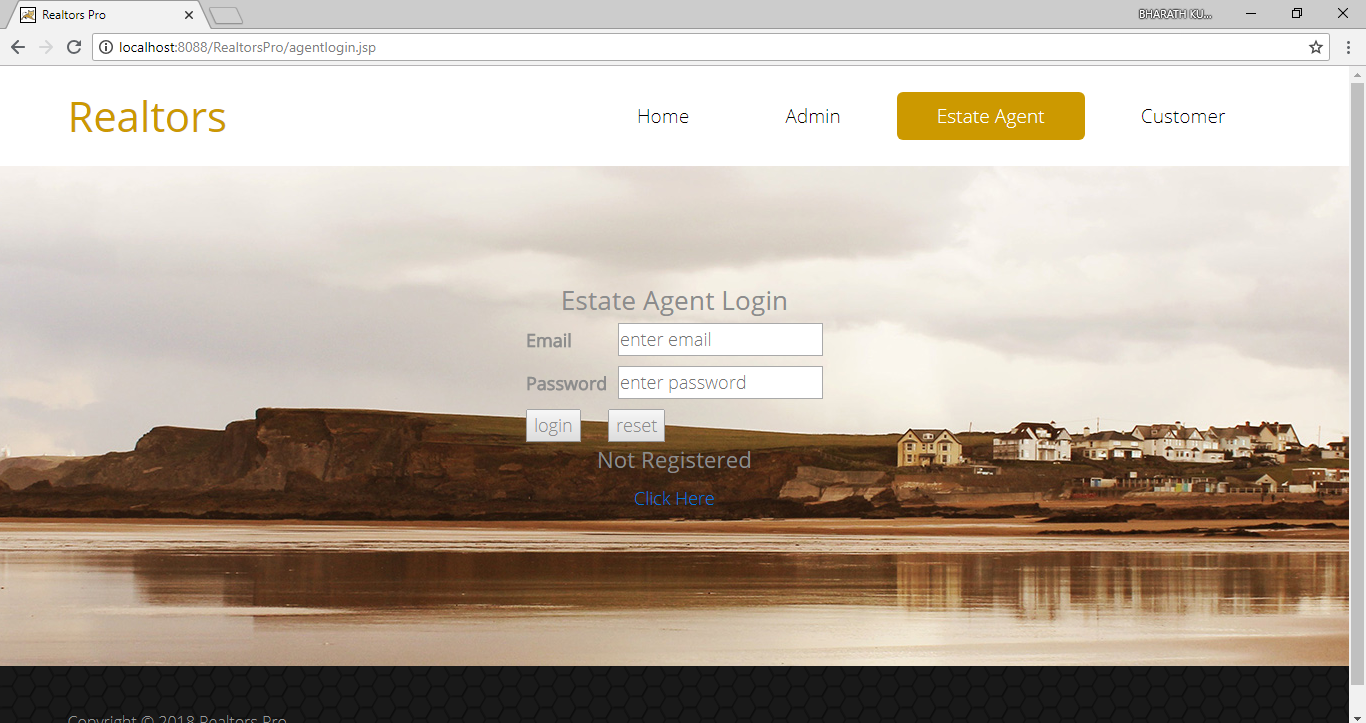 Realtors Pro
BHARATH KU...
localhost:8088/RealtorsPro/agentlogin.jsp
Realtors Home Admin Estate Agent Customer
Estate Agent Login
Email enter email
Password enter password
login reset
Not Registered
Click Here
Copyright © 2018 Realtors Pro